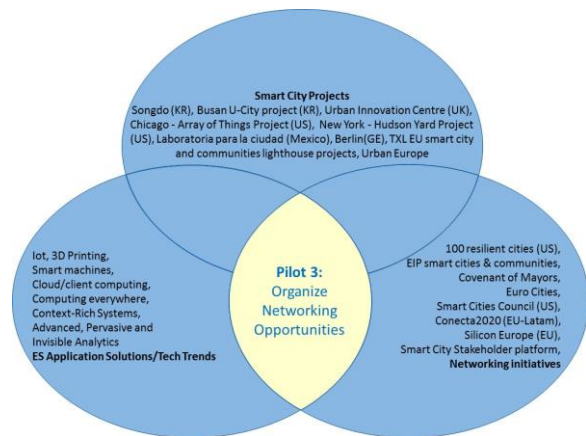 Smart City Projects
Songdo (KR), Busan U-City project (KR), Urban Innovation Centre (UK),
Chicago - Array of Things Project (US), New York - Hudson Yard Project
(US), Laboratoria para la ciudad (Mexico), Berlin(GE), TXL EU smart city
and communities lighthouse projects, Urban Europe
Iot, 3D Printing,
Smart machines,
Cloud/client computing,
Computing everywhere,
Context-Rich Systems,
Advanced, Pervasive and
Invisible Analytics
ES Application Solutions/Tech Trends
Pilot 3:
Organize
Networking
Opportunities
100 resilient cities (US),
EIP smart cities & communities,
Covenant of Mayors,
Euro Cities,
Smart Cities Council (US),
Conecta2020 (EU-Latam),
Silicon Europe (EU),
Smart City Stakeholder platform,
Networking initiatives